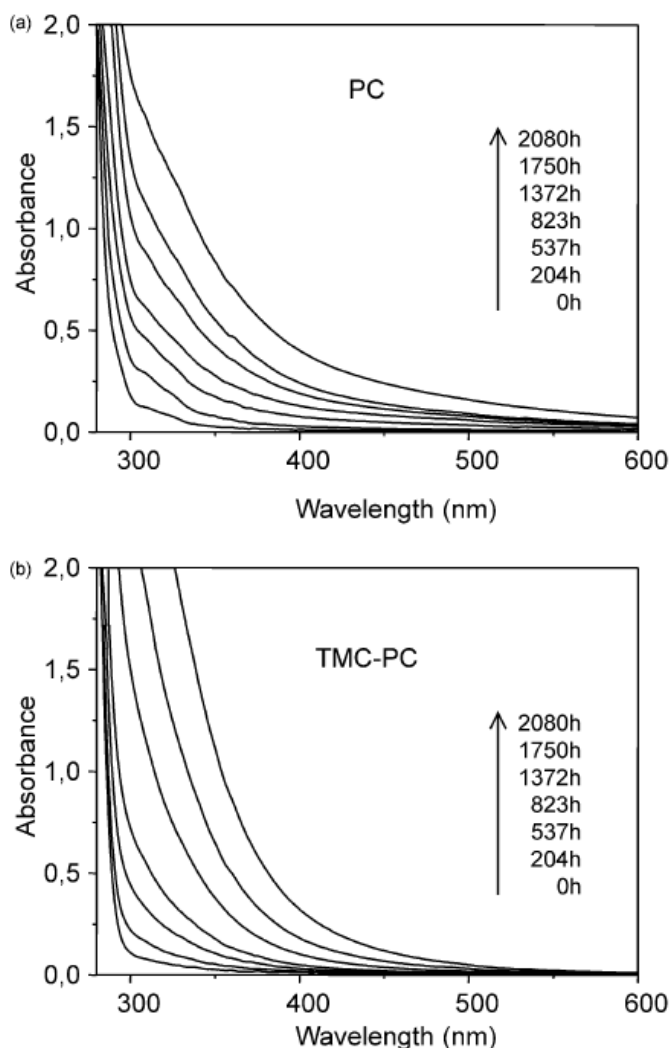 (a)
2,0
1,5
1,0
0,5
0,0
Absorbance
PC
2080h
1750h
1372h
823h
537h
204h
0h
300 400 500 600
Wavelength (nm)
(b)
2,0
1,5
1,0
0,5
0,0
Absorbance
TMC-PC
2080h
1750h
1372h
823h
537h
204h
0h
300 400 500 600
Wavelength (nm)